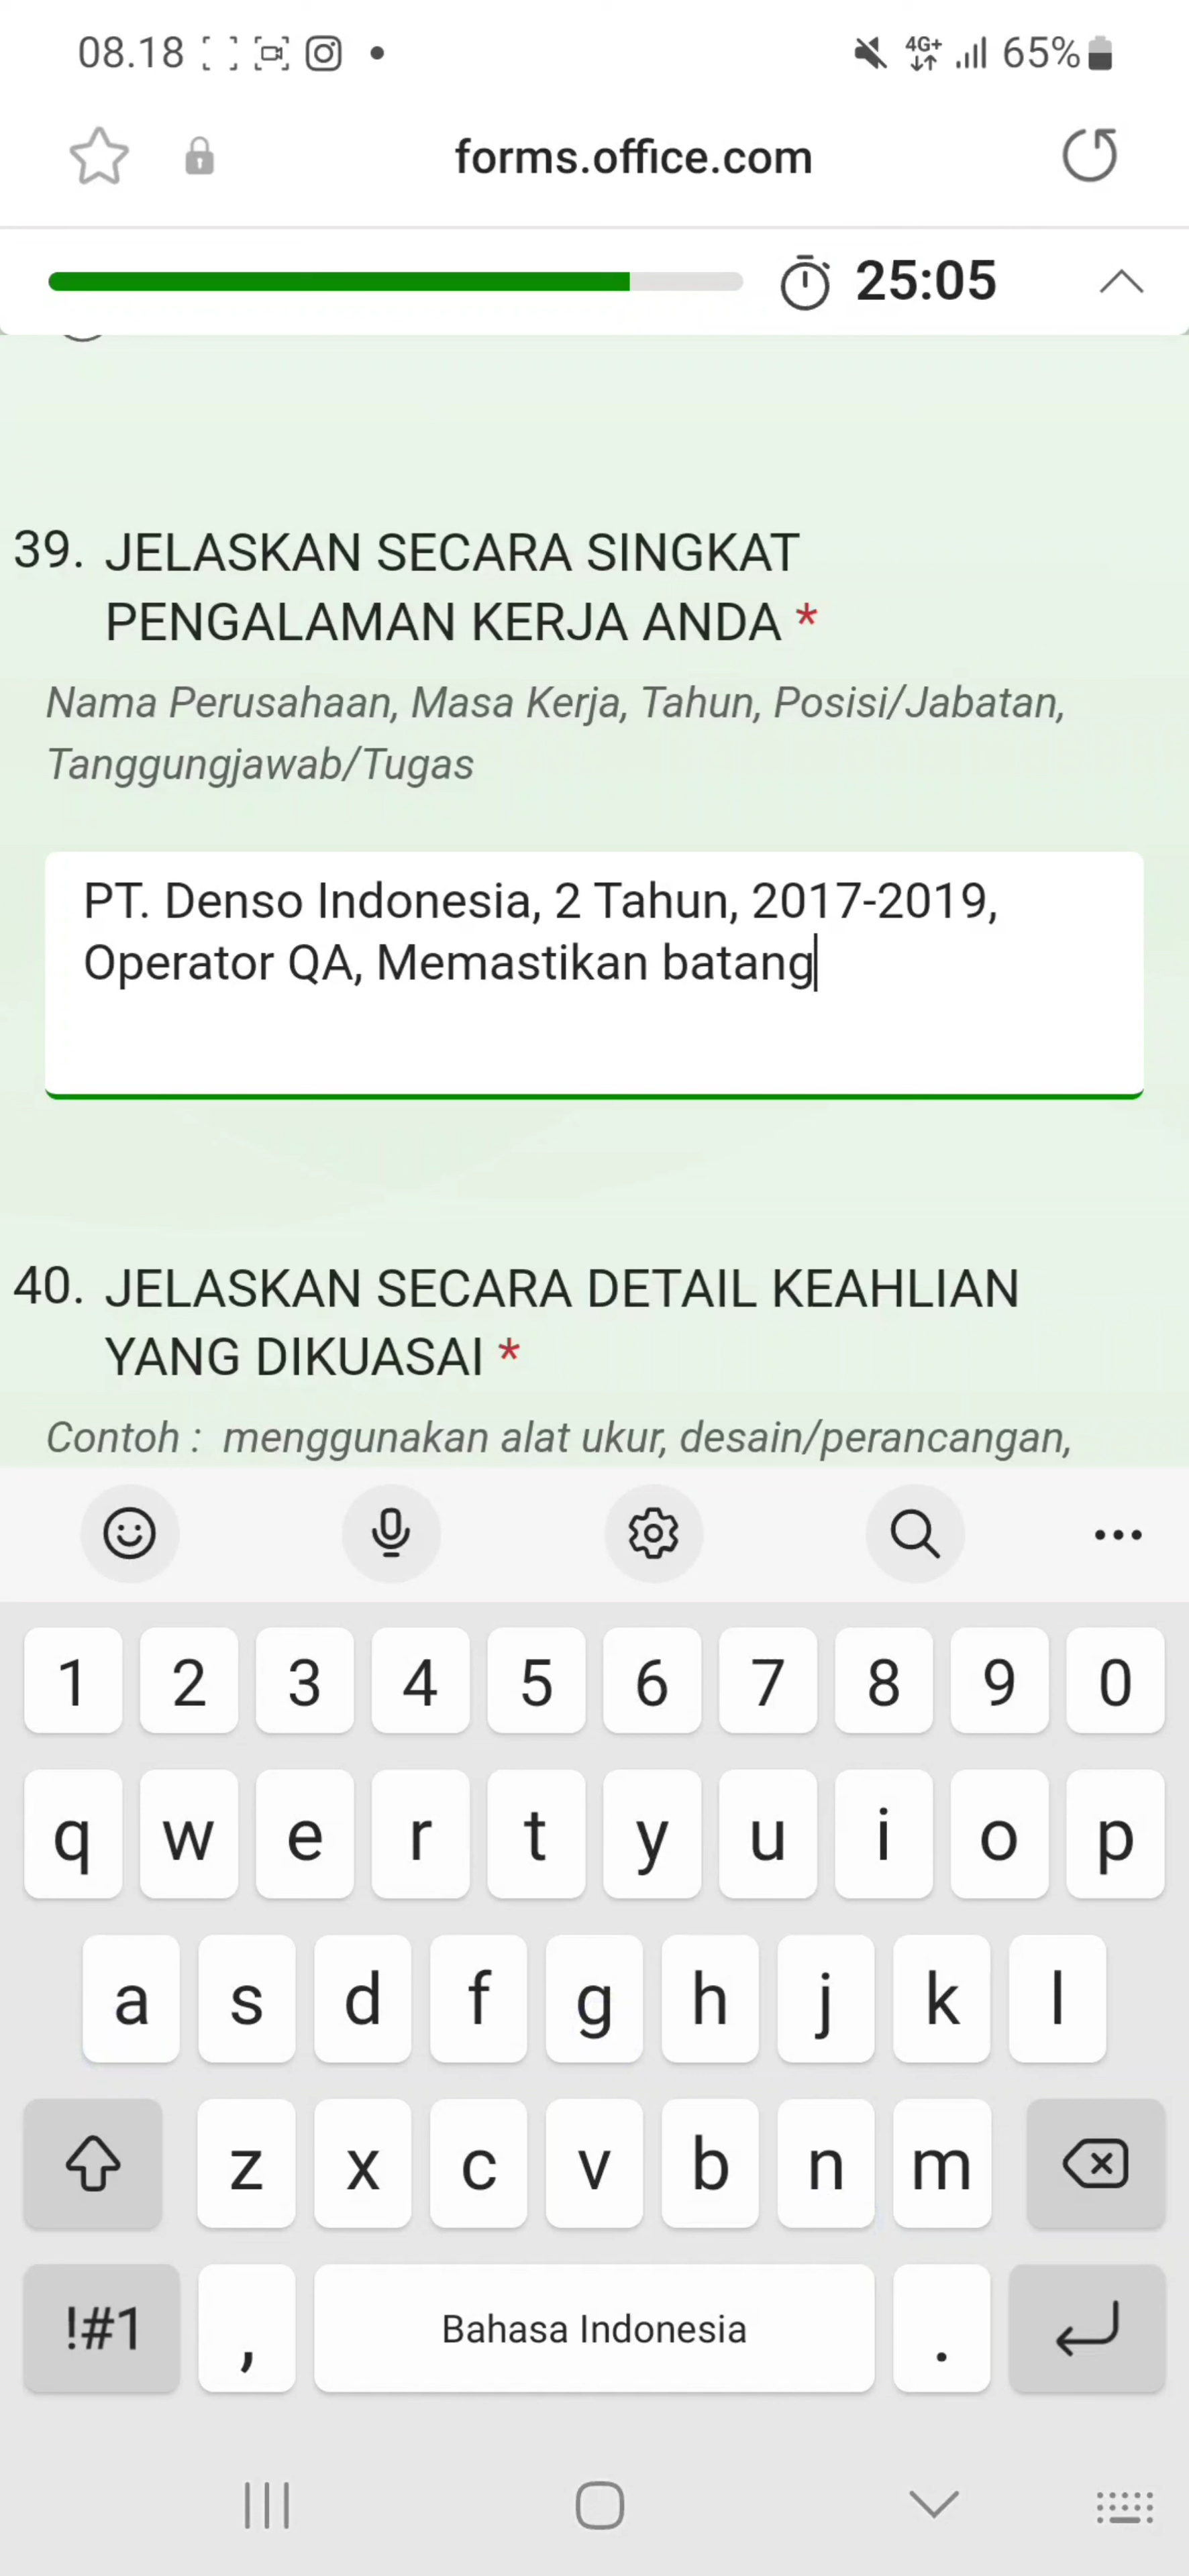 08.18
4G+
65%
forms.office.com
25:05
39. JELASKAN SECARA SINGKAT
PENGALAMAN KERJA ANDA *
Nama Perusahaan, Masa Kerja, Tahun, Posisi/Jabatan,
Tanggungjawab/Tugas
PT. Denso Indonesia, 2 Tahun, 2017-2019,
Operator QA, Memastikan batang
40. JELASKAN SECARA DETAIL KEAHLIAN
YANG DIKUASAI *
Contoh : menggunakan alat ukur, desain/perancangan,
1 2 3 4 5 6 7 8 9 0
q w e r t y u i o p
a s d f g h j k l
z x c v b n m
!#1 , Bahasa Indonesia .